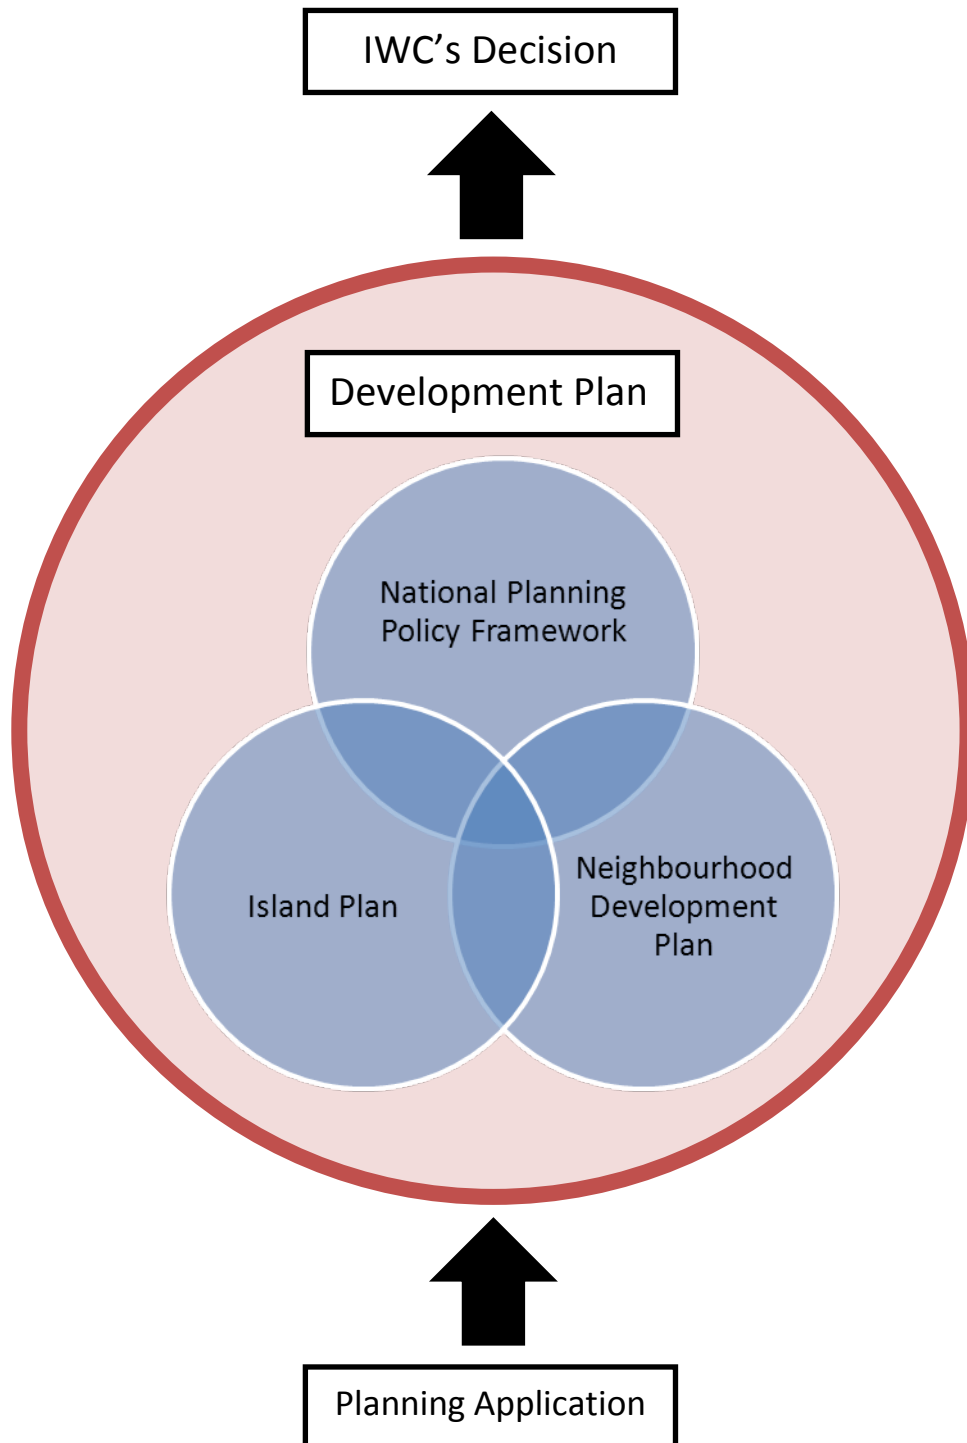 IWC’s Decision
Development Plan
National Planning
Policy Framework
Island Plan
Neighbourhood
Development
Plan
Planning Application